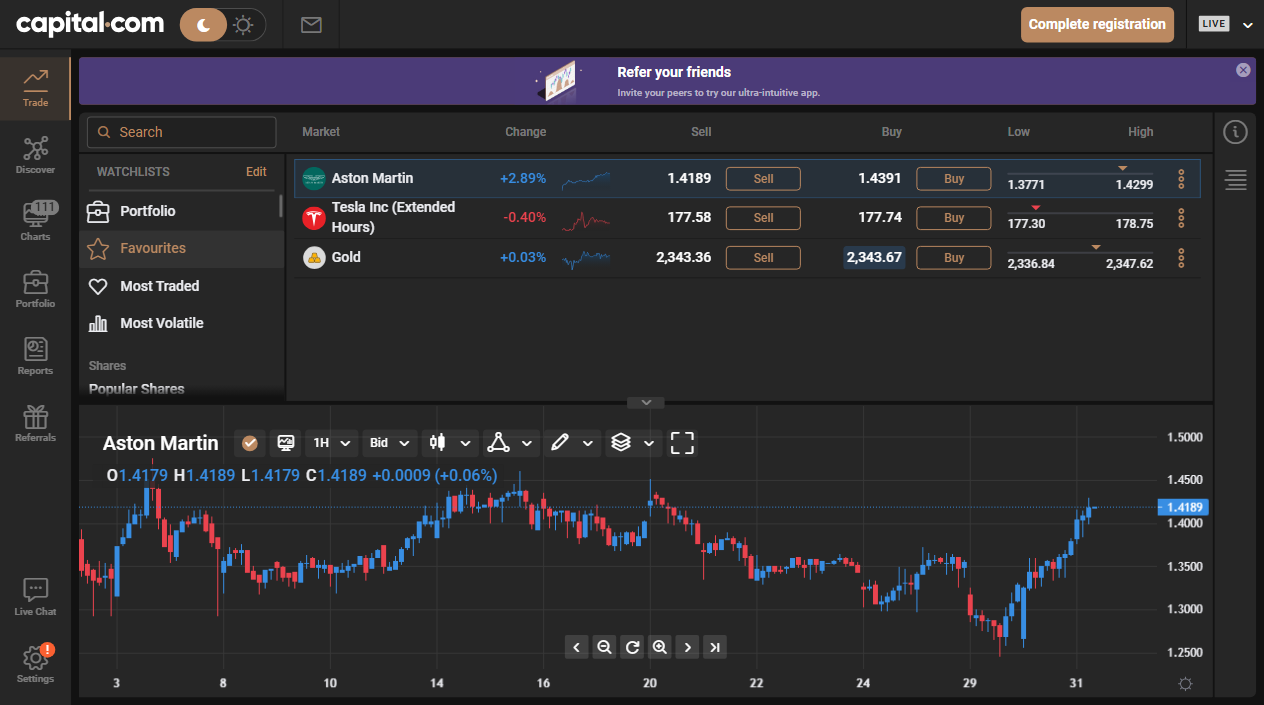 capital.com
Complete registration
LIVE
Trade
Discover
111
Charts
Portfolio
Reports
Referrals
Live Chat
!
Settings
Refer your friends
Invite your peers to try our ultra-intuitive app.
Search
WATCHLISTS Edit
Portfolio
Favourites
Most Traded
Most Volatile
Shares
Popular Shares
Market Change Sell Buy Low High
Aston Martin +2.89% 1.4189 Sell 1.4391 Buy 1.3771 1.4299
Tesla Inc (Extended
Hours) -0.40% 177.58 Sell 177.74 Buy 177.30 178.75
Gold +0.03% 2,343.36 Sell 2,343.67 Buy 2,336.84 2,347.62
Aston Martin 1H Bid
O1.4179 H1.4189 L1.4179 C1.4189 +0.0009 (+0.06%)
1.5000
1.4500
1.4189
1.4000
1.3500
1.3000
1.2500
3 8 10 14 16 20 22 24 29 31